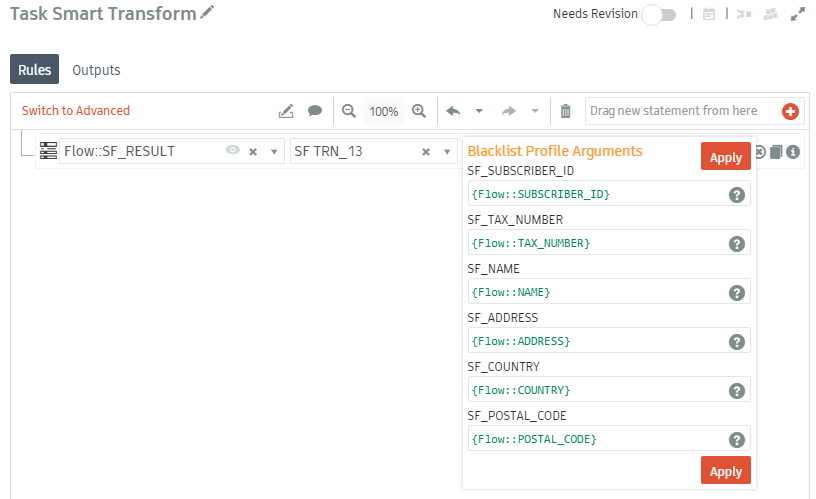 Task Smart Transform
Needs Revision
Rules
Outputs
Switch to Advanced
100%
Drag new statement from here
Flow::SF_RESULT
SF TRN_13
Blacklist Profile Arguments
Apply
SF_SUBSCRIBER_ID
{Flow::SUBSCRIBER_ID}
SF_TAX_NUMBER
{Flow::TAX_NUMBER}
SF_NAME
{Flow::NAME}
SF_ADDRESS
{Flow::ADDRESS}
SF_COUNTRY
{Flow::COUNTRY}
SF_POSTAL_CODE
{Flow::POSTAL_CODE}
Apply